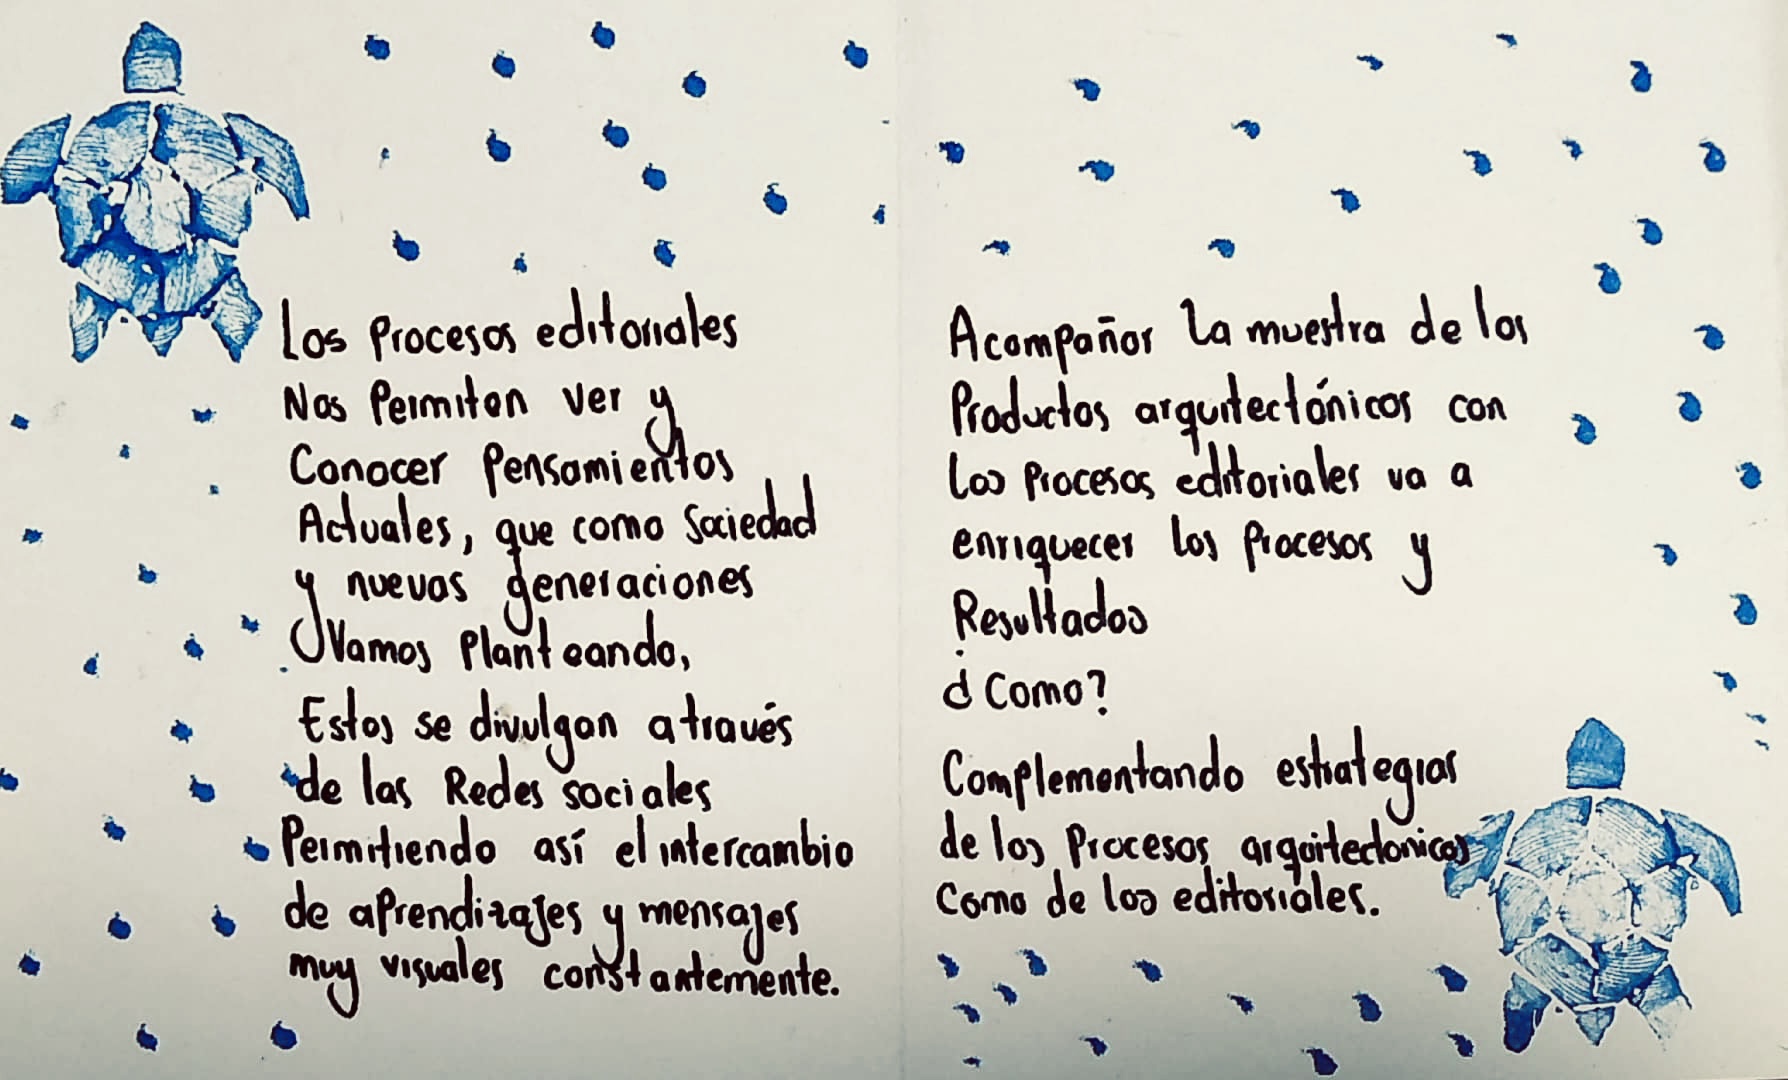 Los Procesos editoriales
Nos Permiten ver y
Conocer Pensamientos
Actuales, que como Sociedad
y nuevas generaciones
Vamos Planteando,
Estos se divulgan a través
de las Redes sociales
Permitiendo así el intercambio
de aprendizajes y mensajes
muy visuales constantemente.
Acompañar la muestra de los
Productos arquitectónicos con
los Procesos editoriales va a
enriquecer los Procesos y
Resultados
¿Como?
Complementando estrategias
de los Procesos arquitectonicos
Como de los editoriales.